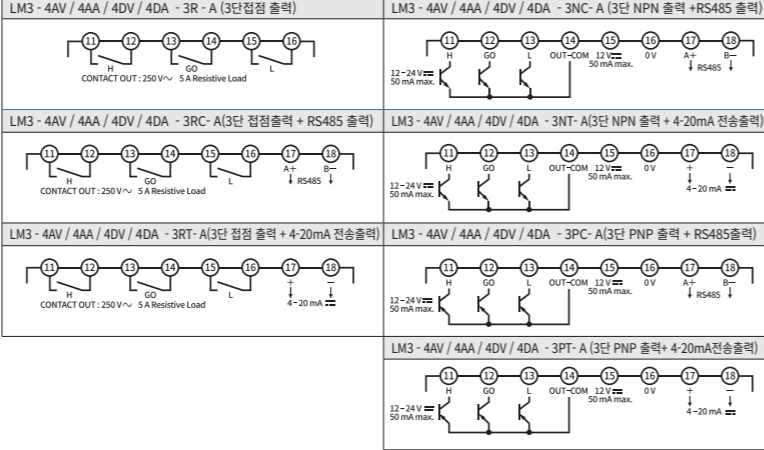 LM3 - 4AV / 4AA / 4DV / 4DA - 3R - A (3단접점 출력)
11 12 13 14 15 16
H GO L
CONTACT OUT : 250 V～ 5 A Resistive Load
LM3 - 4AV / 4AA / 4DV / 4DA - 3NC- A (3단 NPN 출력 +RS485 출력)
11 12 13 14 15 16 17 18
H GO L OUT-COM 12 V⎓ 0 V A+ B—
50 mA max. RS485
12-24 V⎓
50 mA max.
LM3 - 4AV / 4AA / 4DV / 4DA - 3RC- A(3단 접점출력 + RS485 출력)
11 12 13 14 15 16 17 18
H GO L A+ B—
RS485
CONTACT OUT : 250 V～ 5 A Resistive Load
LM3 - 4AV / 4AA / 4DV / 4DA - 3NT- A(3단 NPN 출력 + 4-20mA 전송출력)
11 12 13 14 15 16 17 18
H GO L OUT-COM 12 V⎓ 0 V + —
50 mA max.
12-24 V⎓
50 mA max.
4-20 mA ⎓
LM3 - 4AV / 4AA / 4DV / 4DA - 3RT- A(3단 접점 출력 + 4-20mA 전송출력)
11 12 13 14 15 16 17 18
H GO L + —
CONTACT OUT : 250 V～ 5 A Resistive Load
4-20 mA ⎓
LM3 - 4AV / 4AA / 4DV / 4DA - 3PC- A(3단 PNP 출력 + RS485출력)
11 12 13 14 15 16 17 18
H GO L OUT-COM 12 V⎓ 0 V A+ B—
50 mA max. RS485
12-24 V⎓
50 mA max.
LM3 - 4AV / 4AA / 4DV / 4DA - 3PT- A (3단 PNP 출력+ 4-20mA전송출력)
11 12 13 14 15 16 17 18
H GO L OUT-COM 12 V⎓ 0 V + —
50 mA max.
12-24 V⎓
50 mA max.
4-20 mA ⎓